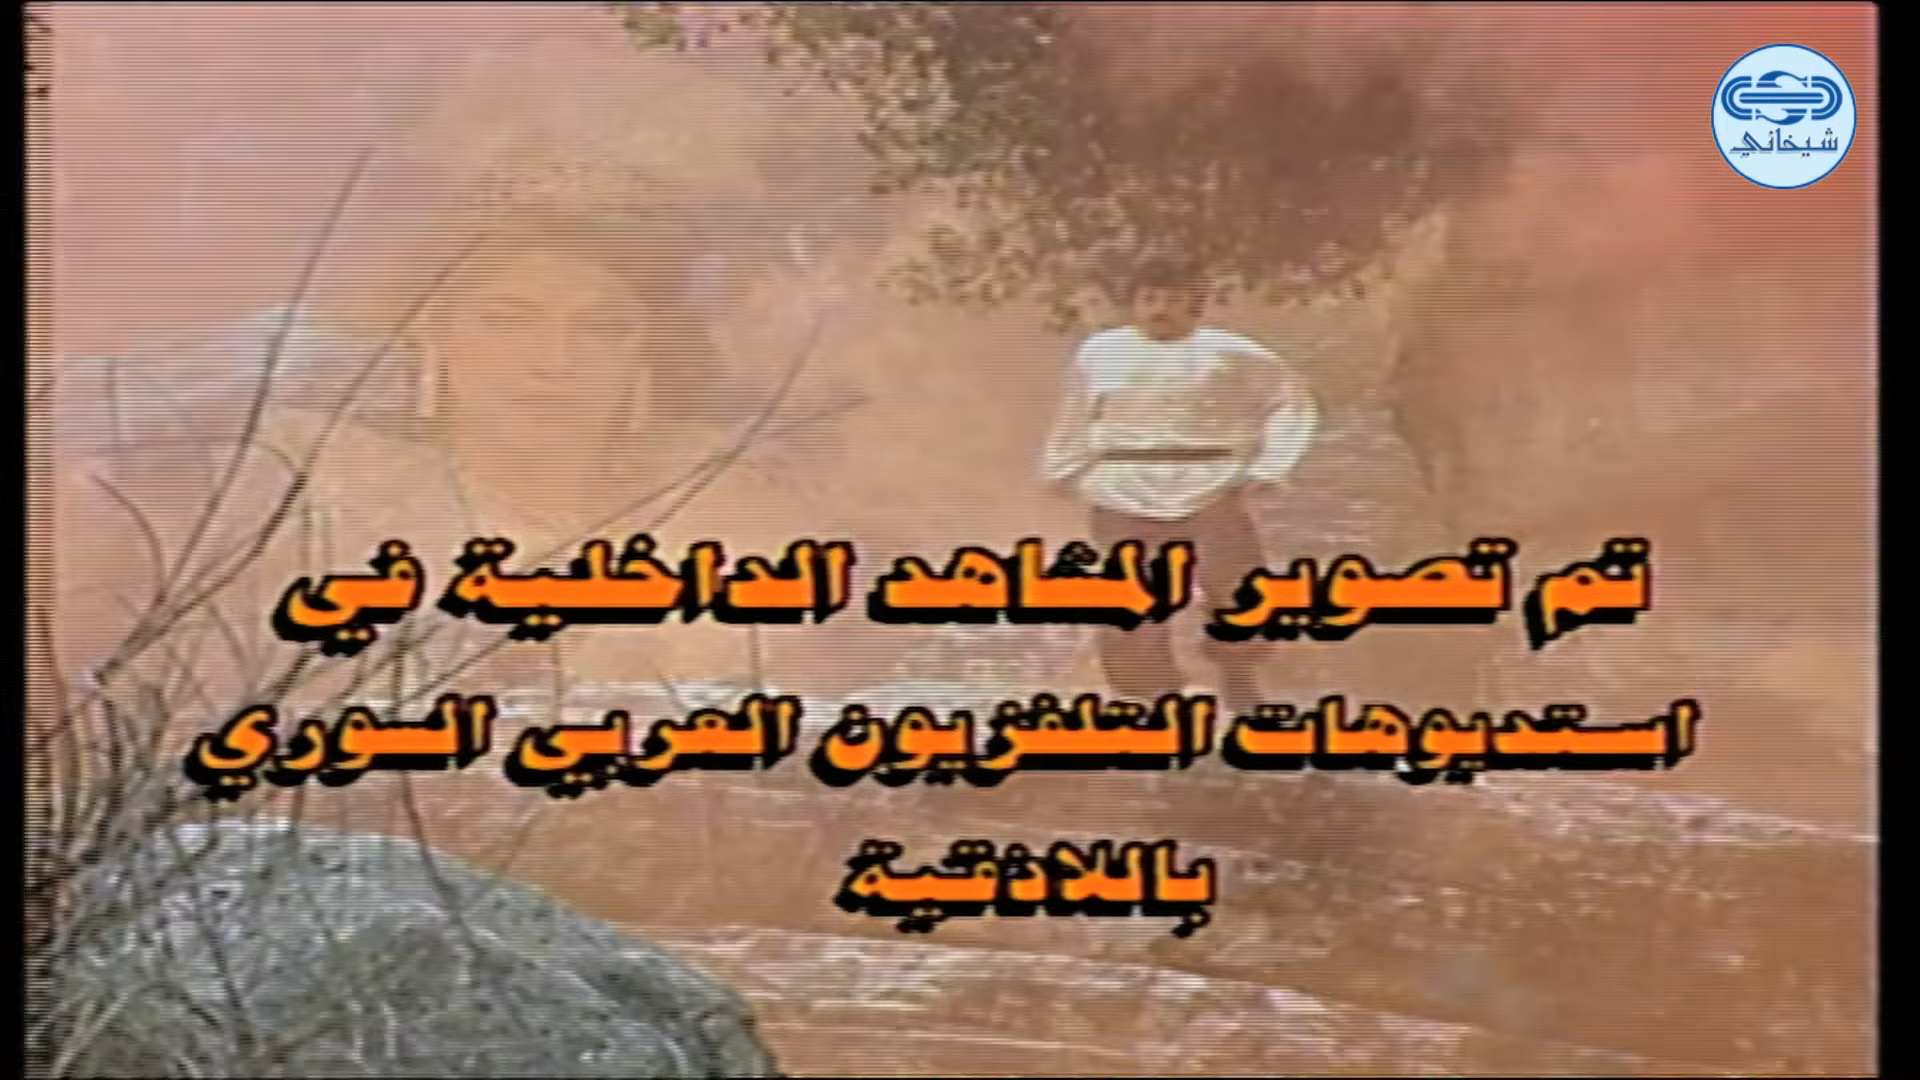 شيخاني
تم تصوير المشاهد الداخلية في
استديوهات التلفزيون العربي السوري
باللاذقية